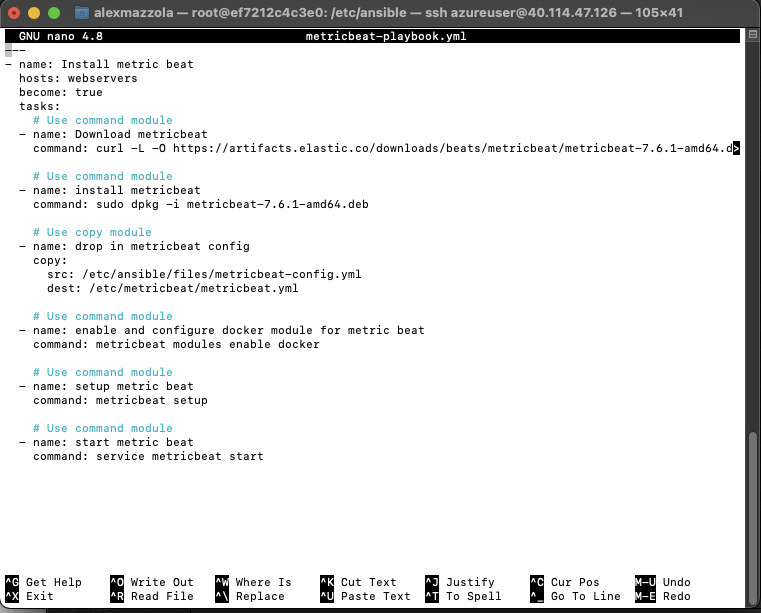 alexmazzola — root@ef7212c4c3e0: /etc/ansible — ssh azureuser@40.114.47.126 — 105×41
GNU nano 4.8 metricbeat-playbook.yml
---
- name: Install metric beat
  hosts: webservers
  become: true
  tasks:
    # Use command module
  - name: Download metricbeat
    command: curl -L -O https://artifacts.elastic.co/downloads/beats/metricbeat/metricbeat-7.6.1-amd64.d>
    # Use command module
  - name: install metricbeat
    command: sudo dpkg -i metricbeat-7.6.1-amd64.deb
    # Use copy module
  - name: drop in metricbeat config
    copy:
      src: /etc/ansible/files/metricbeat-config.yml
      dest: /etc/metricbeat/metricbeat.yml
    # Use command module
  - name: enable and configure docker module for metric beat
    command: metricbeat modules enable docker
    # Use command module
  - name: setup metric beat
    command: metricbeat setup
    # Use command module
  - name: start metric beat
    command: service metricbeat start
^G Get Help ^O Write Out ^W Where Is ^K Cut Text ^J Justify ^C Cur Pos M-U Undo
^X Exit ^R Read File ^\ Replace ^U Paste Text ^T To Spell ^_ Go To Line M-E Redo